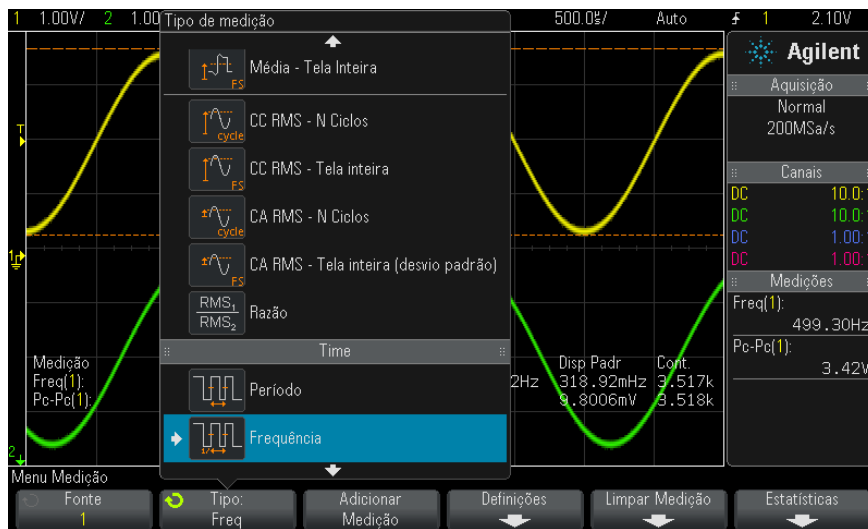 1 1.00V/ 2 1.00 500.0s/ Auto 1 2.10V
Tipo de medição
Média - Tela Inteira
FS
CC RMS - N Ciclos
cycle
CC RMS - Tela inteira
FS
CA RMS - N Ciclos
cycle
CA RMS - Tela inteira (desvio padrão)
FS
RMS1
RMS2
Razão
Time
Período
Frequência
1/
T
1
2
Medição
Freq(1):
Pc-Pc(1):
Disp Padr Cont.
2Hz 318.92mHz 3.517k
9.8006mV 3.518k
Agilent
Aquisição
Normal
200MSa/s
Canais
DC 10.0:
DC 10.0:
DC 1.00:
DC 1.00:
Medições
Freq(1):
499.30Hz
Pc-Pc(1):
3.42V
Menu Medição
Fonte
1
Tipo:
Freq
Adicionar
Medição
Definições
Limpar Medição
Estatísticas